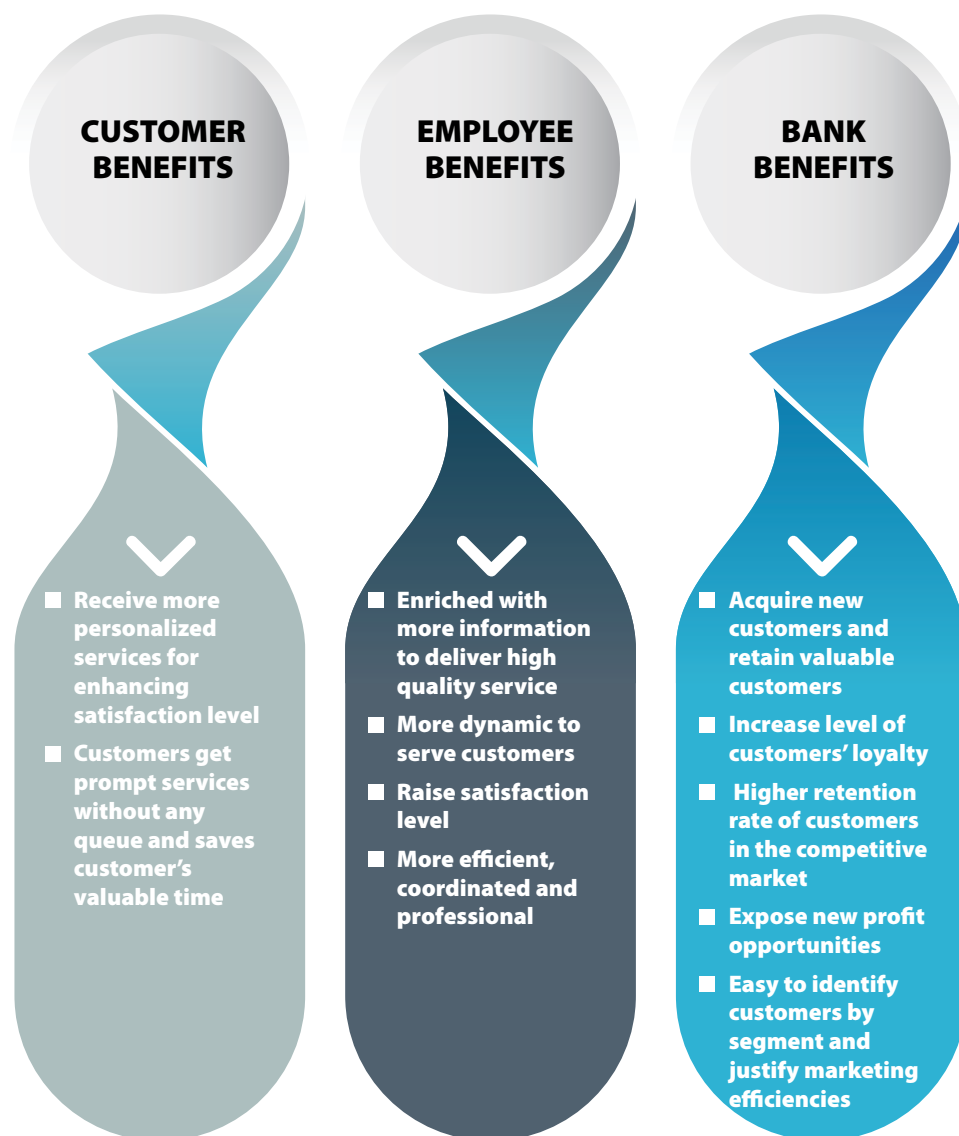 CUSTOMER
BENEFITS
■ Receive more
personalized
services for
enhancing
satisfaction level
■ Customers get
prompt services
without any
queue and saves
customer’s
valuable time
EMPLOYEE
BENEFITS
■ Enriched with
more information
to deliver high
quality service
■ More dynamic to
serve customers
■ Raise satisfaction
level
■ More efficient,
coordinated and
professional
BANK
BENEFITS
■ Acquire new
customers and
retain valuable
customers
■ Increase level of
customers’ loyalty
■ Higher retention
rate of customers
in the competitive
market
■ Expose new profit
opportunities
■ Easy to identify
customers by
segment and
justify marketing
efficiencies